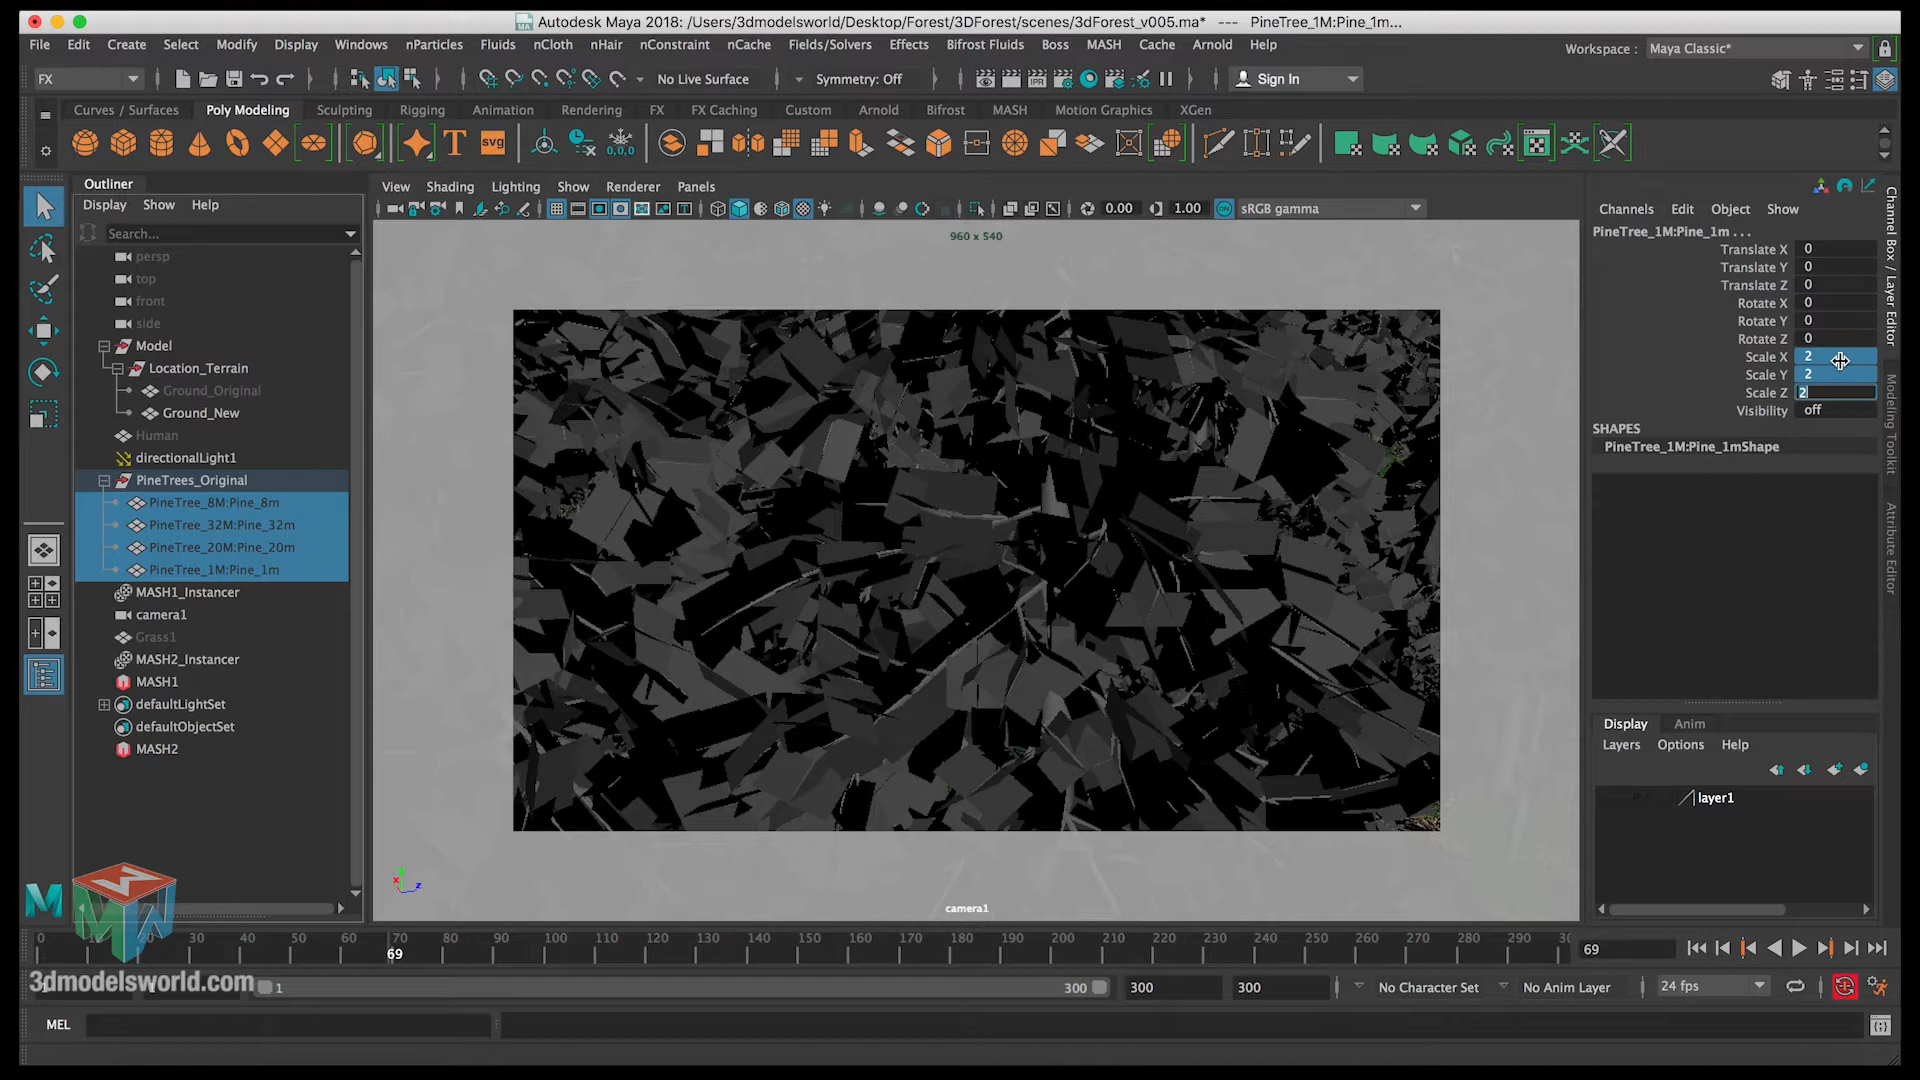 Autodesk Maya 2018: /Users/3dmodelsworld/Desktop/Forest/3DForest/scenes/3dForest_v005.ma* --- PineTree_1M:Pine_1m...
File Edit Create Select Modify Display Windows nParticles Fluids nCloth nHair nConstraint nCache Fields/Solvers Effects Bifrost Fluids Boss MASH Cache Arnold Help
Workspace : Maya Classic*
FX No Live Surface Symmetry: Off Sign In
Curves / Surfaces Poly Modeling Sculpting Rigging Animation Rendering FX FX Caching Custom Arnold Bifrost MASH Motion Graphics XGen
T svg 0,0,0
Outliner
Display Show Help
Search...
persp
top
front
side
Model
Location_Terrain
Ground_Original
Ground_New
Human
directionalLight1
PineTrees_Original
PineTree_8M:Pine_8m
PineTree_32M:Pine_32m
PineTree_20M:Pine_20m
PineTree_1M:Pine_1m
MASH1_Instancer
camera1
Grass1
MASH2_Instancer
MASH1
defaultLightSet
defaultObjectSet
MASH2
View Shading Lighting Show Renderer Panels
0.00 1.00 sRGB gamma
960 x 540
x z
camera1
Channels Edit Object Show
PineTree_1M:Pine_1m . . .
Translate X 0
Translate Y 0
Translate Z 0
Rotate X 0
Rotate Y 0
Rotate Z 0
Scale X 2
Scale Y 2
Scale Z 2
Visibility off
SHAPES
PineTree_1M:Pine_1mShape
Channel Box / Layer Editor
Modeling Toolkit
Attribute Editor
Display Anim
Layers Options Help
layer1
0 10 20 30 40 50 60 70 80 90 100 110 120 130 140 150 160 170 180 190 200 210 220 230 240 250 260 270 280 290
69
69
3dmodelsworld.com
1 300 300 300 No Character Set No Anim Layer 24 fps
MEL